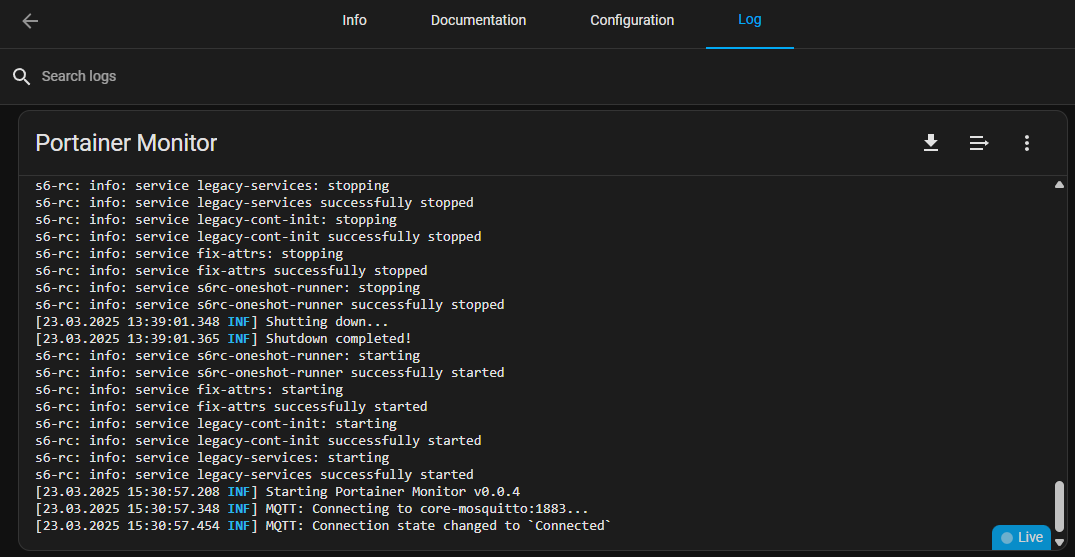 Info Documentation Configuration Log
Search logs
Portainer Monitor
s6-rc: info: service legacy-services: stopping
s6-rc: info: service legacy-services successfully stopped
s6-rc: info: service legacy-cont-init: stopping
s6-rc: info: service legacy-cont-init successfully stopped
s6-rc: info: service fix-attrs: stopping
s6-rc: info: service fix-attrs successfully stopped
s6-rc: info: service s6rc-oneshot-runner: stopping
s6-rc: info: service s6rc-oneshot-runner successfully stopped
[23.03.2025 13:39:01.348 INF] Shutting down...
[23.03.2025 13:39:01.365 INF] Shutdown completed!
s6-rc: info: service s6rc-oneshot-runner: starting
s6-rc: info: service s6rc-oneshot-runner successfully started
s6-rc: info: service fix-attrs: starting
s6-rc: info: service fix-attrs successfully started
s6-rc: info: service legacy-cont-init: starting
s6-rc: info: service legacy-cont-init successfully started
s6-rc: info: service legacy-services: starting
s6-rc: info: service legacy-services successfully started
[23.03.2025 15:30:57.208 INF] Starting Portainer Monitor v0.0.4
[23.03.2025 15:30:57.348 INF] MQTT: Connecting to core-mosquitto:1883...
[23.03.2025 15:30:57.454 INF] MQTT: Connection state changed to `Connected`
Live